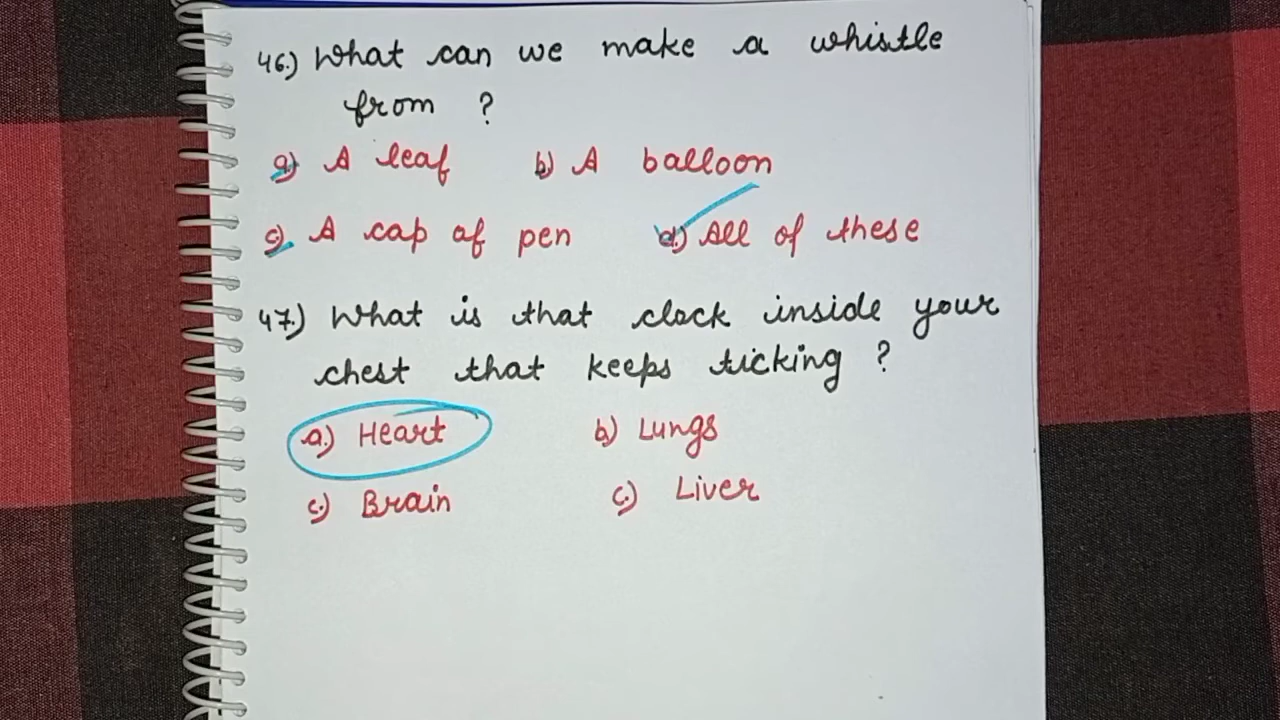 46.) What can we make a whistle
from ?
a) A leaf b) A balloon
c). A cap af pen d.) All of these
47.) What is that clock inside your
chest that keeps ticking ?
a.) Heart b.) Lungs
c.) Brain c.) Liver